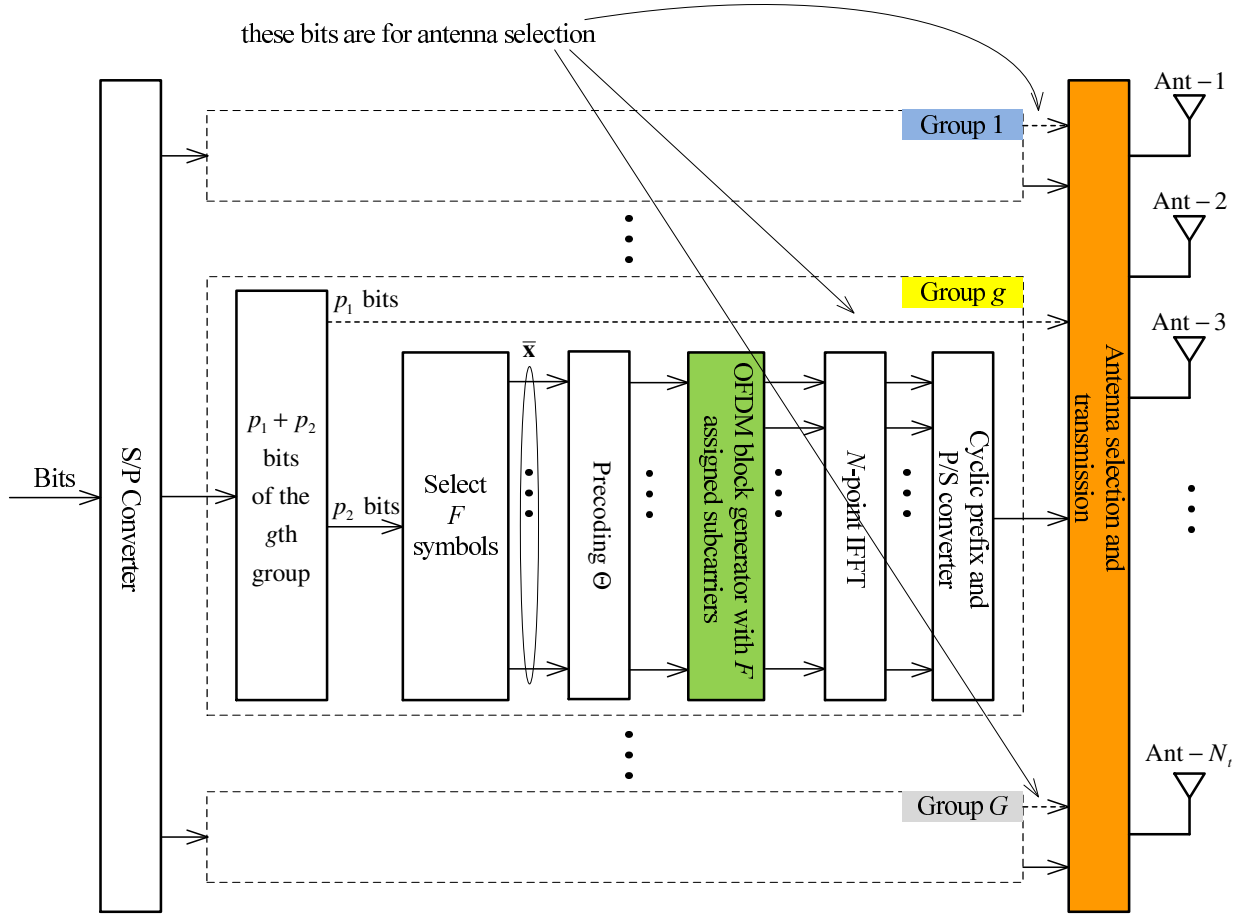 these bits are for antenna selection
Ant − 1
Group 1
Ant − 2
Group g
p₁ bits
Ant − 3
x̄
Bits
S/P Converter
p₁ + p₂
bits
of the
gth
group
p₂ bits
Select
F
symbols
Precoding Θ
OFDM block generator with F
assigned subcarriers
N-point IFFT
Cyclic prefix and
P/S converter
Antenna selection and
transmission
Ant − Nₜ
Group G